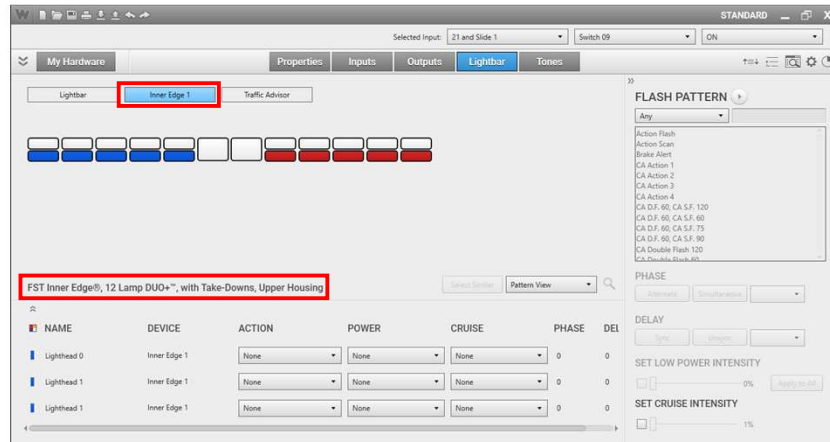 W STANDARD X
Selected Input: 21 and Slide 1 Switch 09 ON
My Hardware Properties Inputs Outputs Lightbar Tones
Lightbar Inner Edge 1 Traffic Advisor
FLASH PATTERN
Any
Action Flash
Action Scan
Brake Alert
CA Action 1
CA Action 2
CA Action 3
CA Action 4
CA D.F. 60, CA S.F. 120
CA D.F. 60, CA S.F. 60
CA D.F. 60, CA S.F. 75
CA D.F. 60, CA S.F. 90
CA Double Flash 120
CA Double Flash 60
FST Inner Edge®, 12 Lamp DUO+™, with Take-Downs, Upper Housing Select Similar Pattern View
NAME DEVICE ACTION POWER CRUISE PHASE DEL
Lighthead 0 Inner Edge 1 None None None 0 0
Lighthead 1 Inner Edge 1 None None None 0 0
Lighthead 1 Inner Edge 1 None None None 0 0
PHASE
Alternate Simultaneous
DELAY
Sync Unsync
SET LOW POWER INTENSITY
0% Apply to All
SET CRUISE INTENSITY
1%